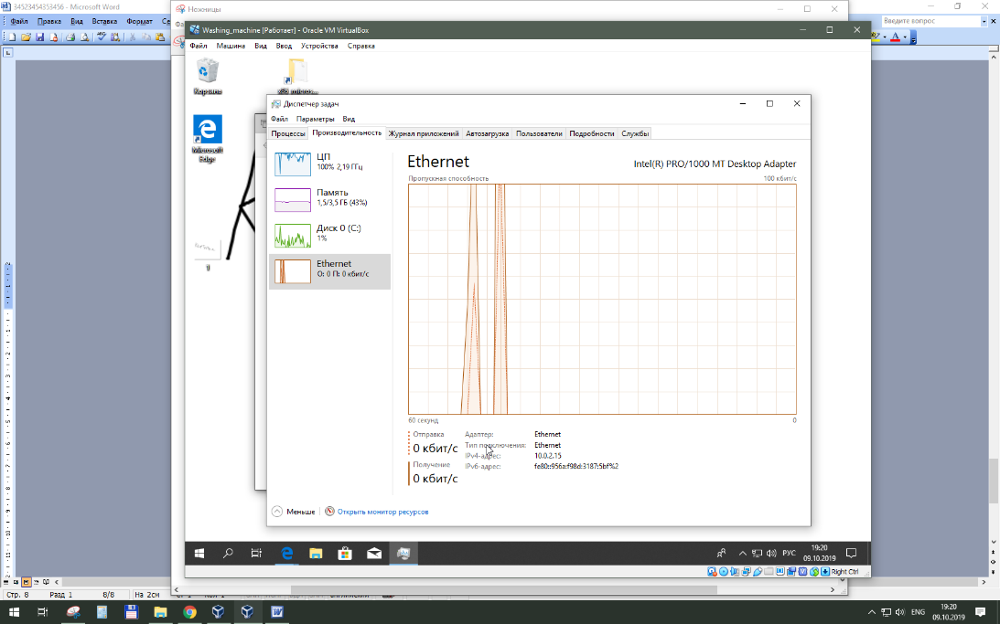 34523454353456 - Microsoft Word
Ножницы
Файл Правка Вид Вставка Формат
Введите вопрос
Washing_machine [Работает] - Oracle VM VirtualBox
Файл Машина Вид Ввод Устройства Справка
Корзина
Microsoft
Edge
Диспетчер задач
Файл Параметры Вид
Процессы Производительность Журнал приложений Автозагрузка Пользователи Подробности Службы
ЦП
100% 2,19 ГГц
Память
1,5/3,5 ГБ (43%)
Диск 0 (C:)
1%
Ethernet
О: 0 П: 0 кбит/с
Ethernet
Intel(R) PRO/1000 MT Desktop Adapter
Пропускная способность
100 кбит/с
60 секунд
0
Отправка
0 кбит/с
Получение
0 кбит/с
Адаптер: Ethernet
Тип подключения: Ethernet
IPv4-адрес: 10.0.2.15
IPv6-адрес: fe80::956a:f98d:3187:5bf%2
Меньше
Открыть монитор ресурсов
РУС
19:20
09.10.2019
Right Ctrl
Стр. 8 Разд 1 8/8 На 2см
ENG
19:20
09.10.2019